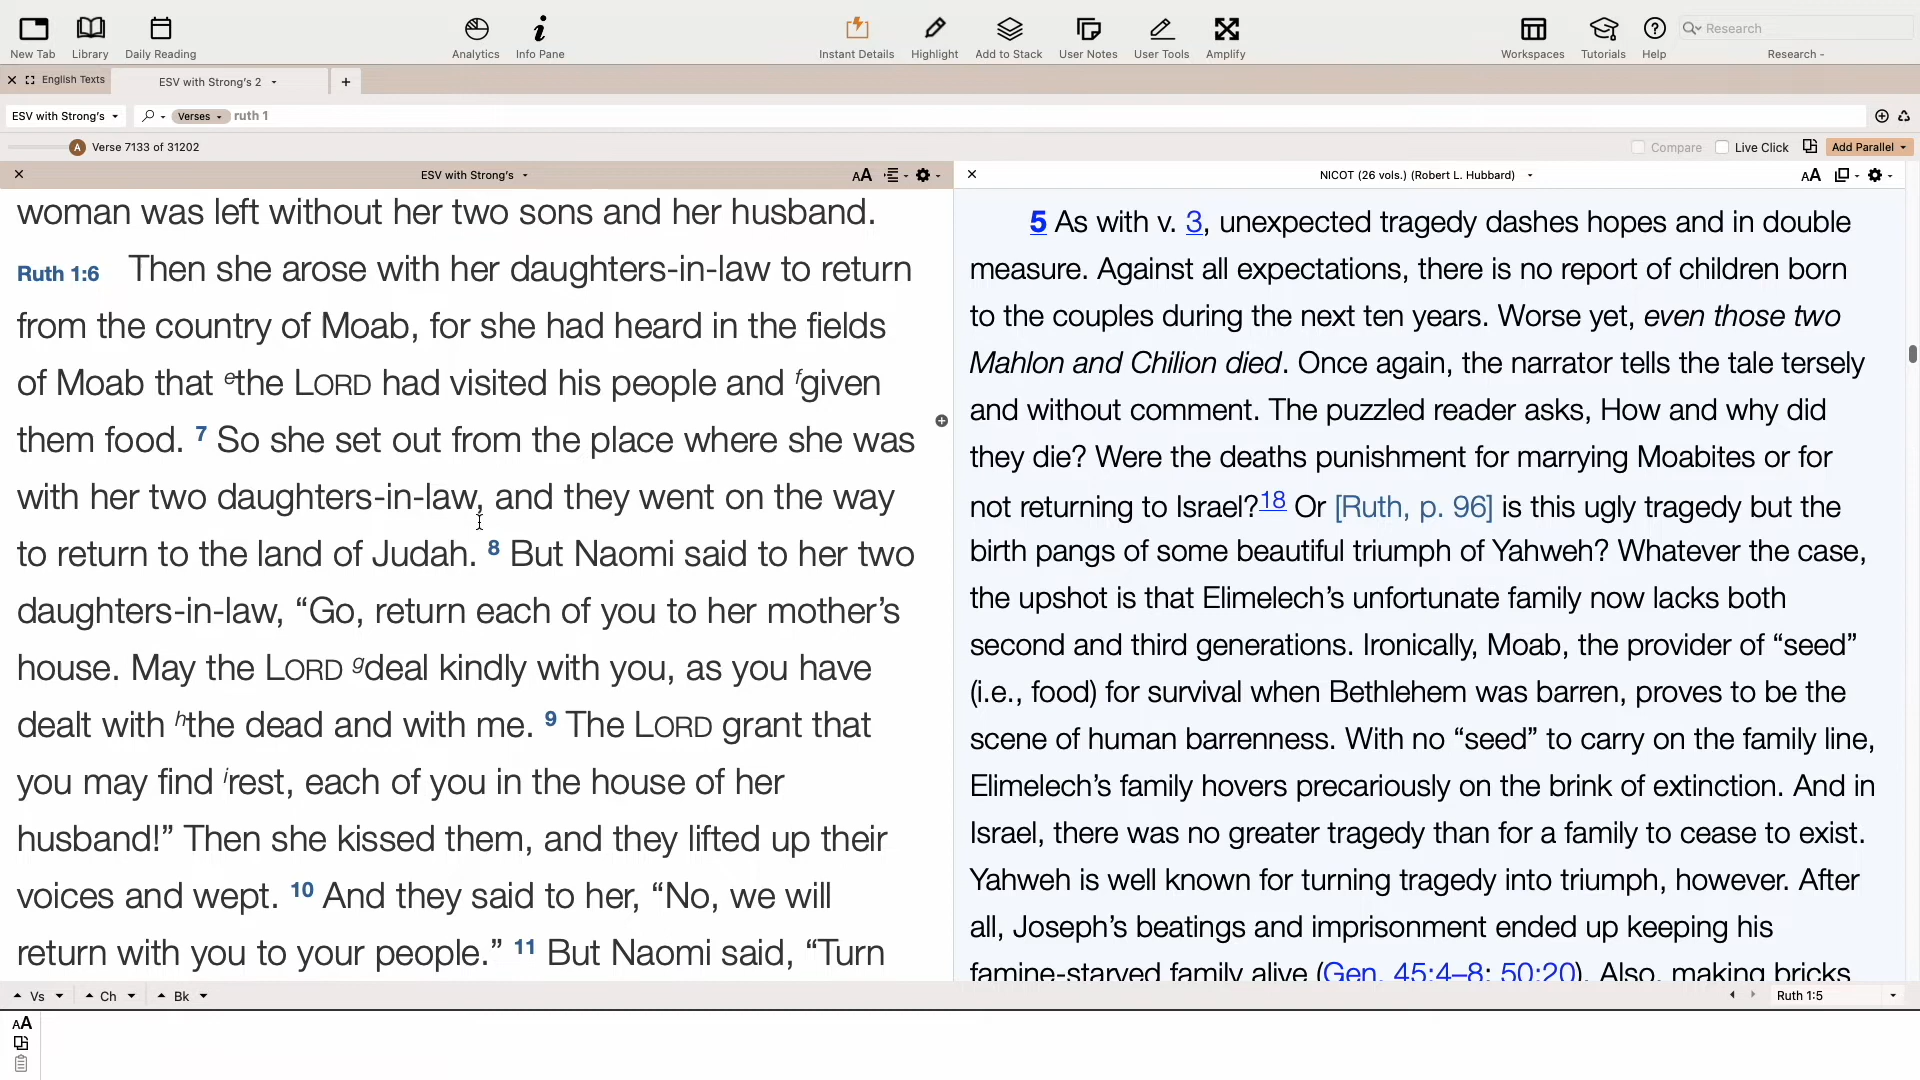 New Tab
Library
Daily Reading
Analytics
Info Pane
Instant Details
Highlight
Add to Stack
User Notes
User Tools
Amplify
Workspaces
Tutorials
Help
Research
Research
English Texts
ESV with Strong's 2
+
ESV with Strong's
Verses
ruth 1
A
Verse 7133 of 31202
Compare
Live Click
Add Parallel
ESV with Strong's
AA
woman was left without her two sons and her husband.
Ruth 1:6 Then she arose with her daughters-in-law to return
from the country of Moab, for she had heard in the fields
of Moab that ethe LORD had visited his people and fgiven
them food. 7 So she set out from the place where she was
with her two daughters-in-law, and they went on the way
to return to the land of Judah. 8 But Naomi said to her two
daughters-in-law, “Go, return each of you to her mother’s
house. May the LORD gdeal kindly with you, as you have
dealt with hthe dead and with me. 9 The LORD grant that
you may find irest, each of you in the house of her
husband!” Then she kissed them, and they lifted up their
voices and wept. 10 And they said to her, “No, we will
return with you to your people.” 11 But Naomi said, “Turn
NICOT (26 vols.) (Robert L. Hubbard)
AA
5 As with v. 3, unexpected tragedy dashes hopes and in double
measure. Against all expectations, there is no report of children born
to the couples during the next ten years. Worse yet, even those two
Mahlon and Chilion died. Once again, the narrator tells the tale tersely
and without comment. The puzzled reader asks, How and why did
they die? Were the deaths punishment for marrying Moabites or for
not returning to Israel?18 Or [Ruth, p. 96] is this ugly tragedy but the
birth pangs of some beautiful triumph of Yahweh? Whatever the case,
the upshot is that Elimelech’s unfortunate family now lacks both
second and third generations. Ironically, Moab, the provider of “seed”
(i.e., food) for survival when Bethlehem was barren, proves to be the
scene of human barrenness. With no “seed” to carry on the family line,
Elimelech’s family hovers precariously on the brink of extinction. And in
Israel, there was no greater tragedy than for a family to cease to exist.
Yahweh is well known for turning tragedy into triumph, however. After
all, Joseph’s beatings and imprisonment ended up keeping his
famine-starved family alive (Gen. 45:4–8; 50:20). Also, making bricks
Vs
Ch
Bk
Ruth 1:5
AA